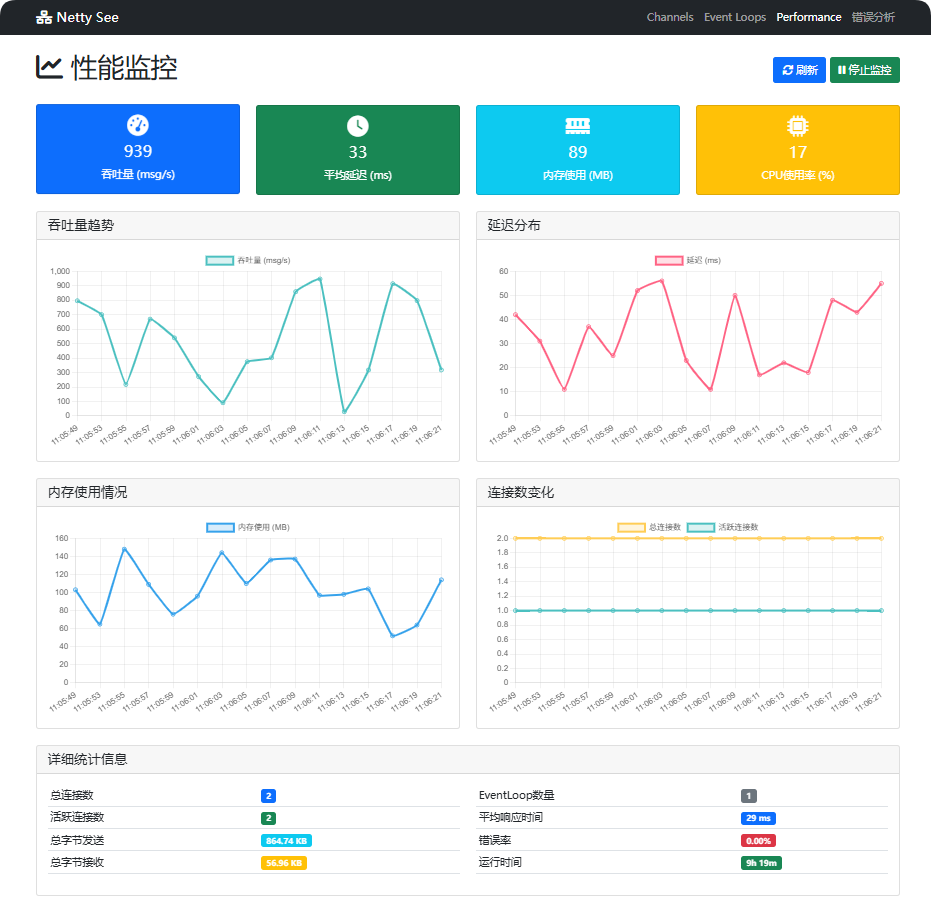 Netty See
Channels Event Loops Performance 错误分析
性能监控
刷新 停止监控
939
吞吐量 (msg/s)
33
平均延迟 (ms)
89
内存使用 (MB)
17
CPU使用率 (%)
吞吐量趋势
吞吐量 (msg/s)
1,000
900
800
700
600
500
400
300
200
100
0
11:05:49 11:05:53 11:05:55 11:05:57 11:05:59 11:06:01 11:06:03 11:06:05 11:06:07 11:06:09 11:06:11 11:06:13 11:06:15 11:06:17 11:06:19 11:06:21
延迟分布
延迟 (ms)
60
50
40
30
20
10
0
11:05:49 11:05:53 11:05:55 11:05:57 11:05:59 11:06:01 11:06:03 11:06:05 11:06:07 11:06:09 11:06:11 11:06:13 11:06:15 11:06:17 11:06:19 11:06:21
内存使用情况
内存使用 (MB)
160
140
120
100
80
60
40
20
0
11:05:49 11:05:53 11:05:55 11:05:57 11:05:59 11:06:01 11:06:03 11:06:05 11:06:07 11:06:09 11:06:11 11:06:13 11:06:15 11:06:17 11:06:19 11:06:21
连接数变化
总连接数 活跃连接数
2.0
1.8
1.6
1.4
1.2
1.0
0.8
0.6
0.4
0.2
0
11:05:49 11:05:53 11:05:55 11:05:57 11:05:59 11:06:01 11:06:03 11:06:05 11:06:07 11:06:09 11:06:11 11:06:13 11:06:15 11:06:17 11:06:19 11:06:21
详细统计信息
总连接数 2
活跃连接数 2
总字节发送 864.74 KB
总字节接收 56.96 KB
EventLoop数量 1
平均响应时间 29 ms
错误率 0.00%
运行时间 9h 19m